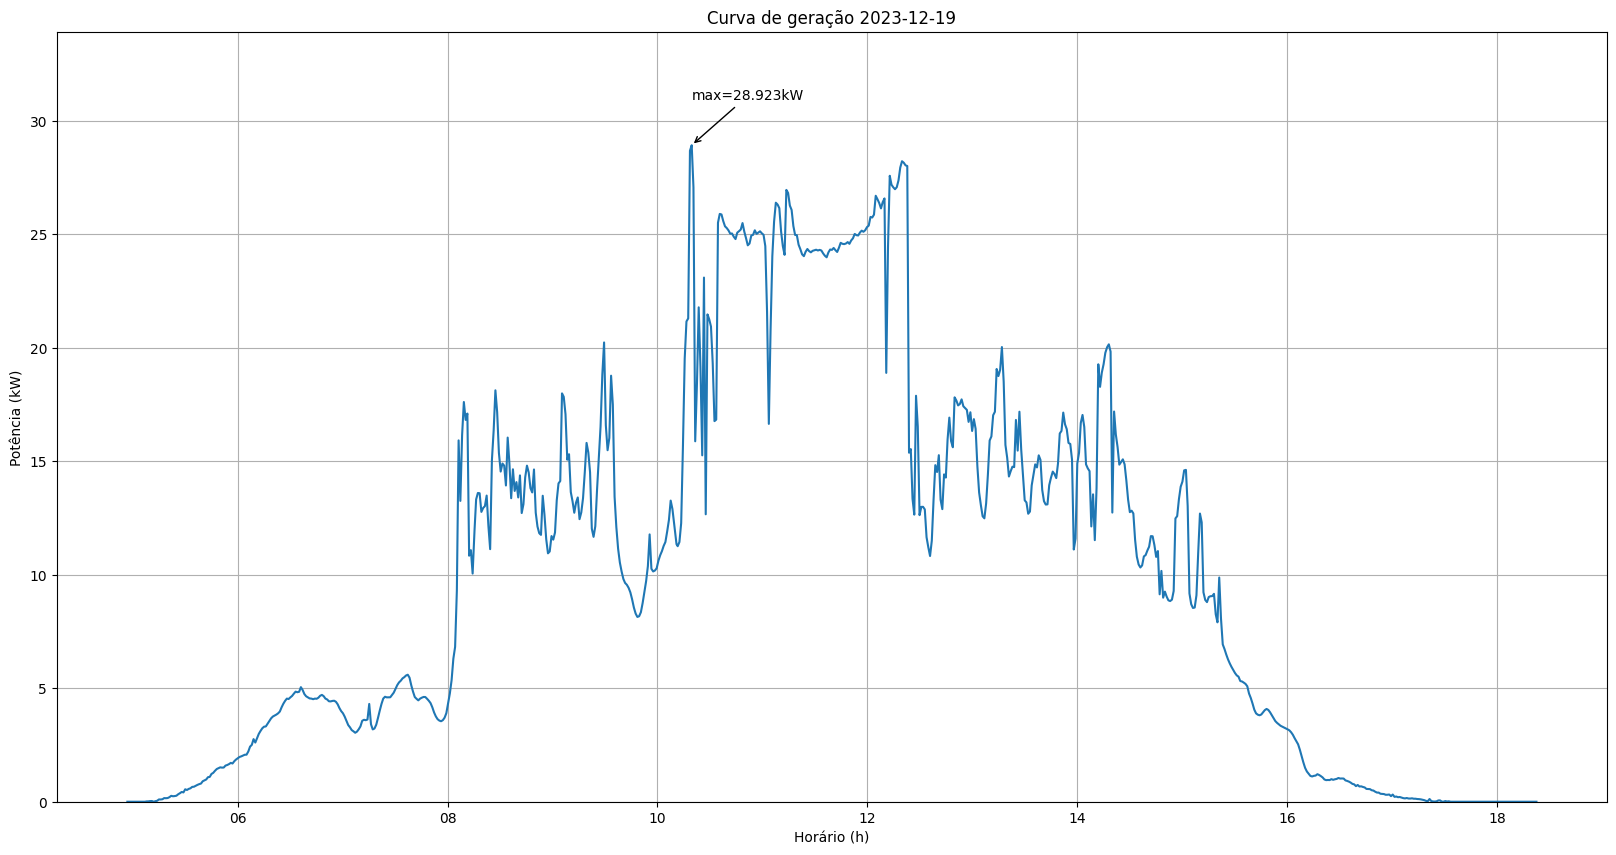 Curva de geração 2023-12-19
max=28.923kW
30
25
20
15
10
5
0
Potência (kW)
06 08 10 12 14 16 18
Horário (h)